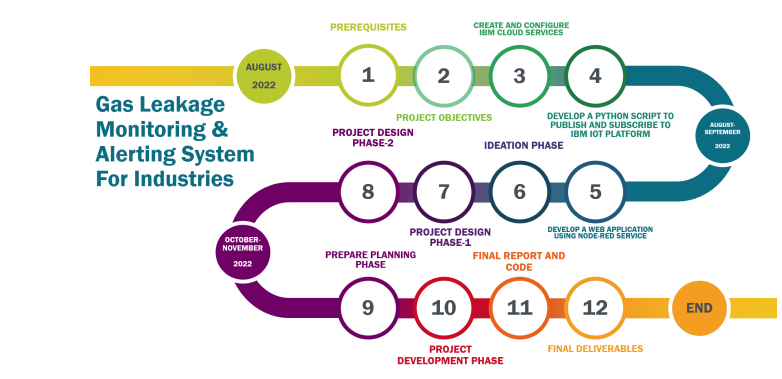 PREREQUISITES
CREATE AND CONFIGURE
IBM CLOUD SERVICES
AUGUST
2022
1
2
3
4
PROJECT OBJECTIVES
DEVELOP A PYTHON SCRIPT TO
PUBLISH AND SUBSCRIBE TO
IBM IOT PLATFORM
AUGUST-
SEPTEMBER
2022
Gas Leakage
Monitoring &
Alerting System
For Industries
PROJECT DESIGN
PHASE-2
IDEATION PHASE
8
7
6
5
PROJECT DESIGN
PHASE-1
DEVELOP A WEB APPLICATION
USING NODE-RED SERVICE
OCTOBER-
NOVEMBER
2022
PREPARE PLANNING
PHASE
FINAL REPORT AND
CODE
9
10
11
12
END
PROJECT
DEVELOPMENT PHASE
FINAL DELIVERABLES